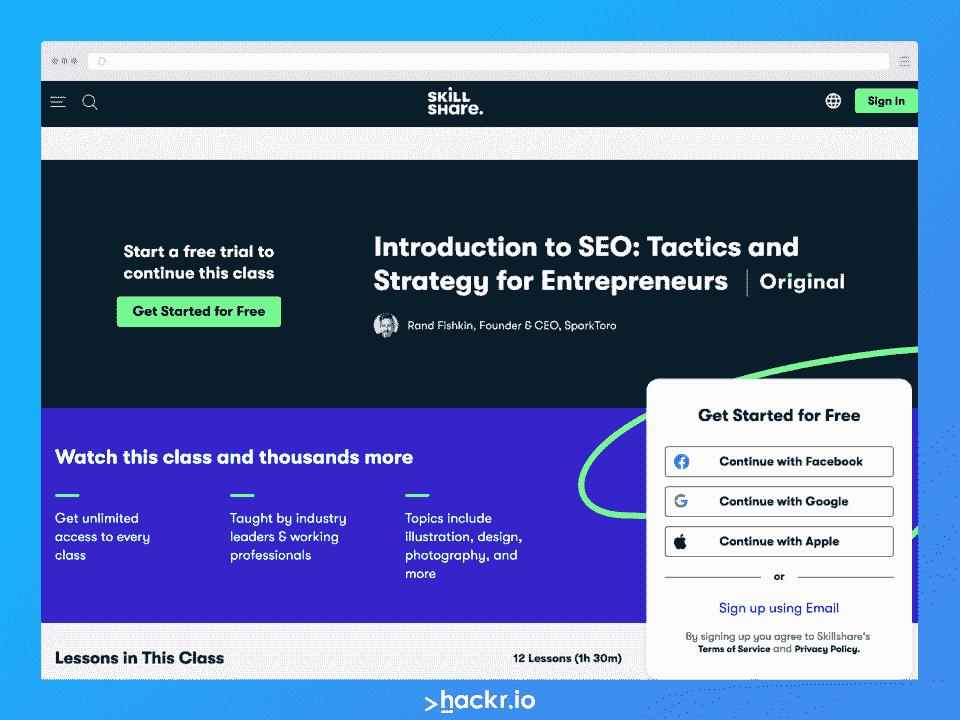 SKILL
SHARE.
Sign In
Start a free trial to
continue this class
Get Started for Free
Introduction to SEO: Tactics and
Strategy for Entrepreneurs | Original
Rand Fishkin, Founder & CEO, SparkToro
Watch this class and thousands more
Get unlimited
access to every
class
Taught by industry
leaders & working
professionals
Topics include
illustration, design,
photography, and
more
Get Started for Free
Continue with Facebook
Continue with Google
Continue with Apple
or
Sign up using Email
By signing up you agree to Skillshare's
Terms of Service and Privacy Policy.
Lessons in This Class
12 Lessons (1h 30m)
>hackr.io